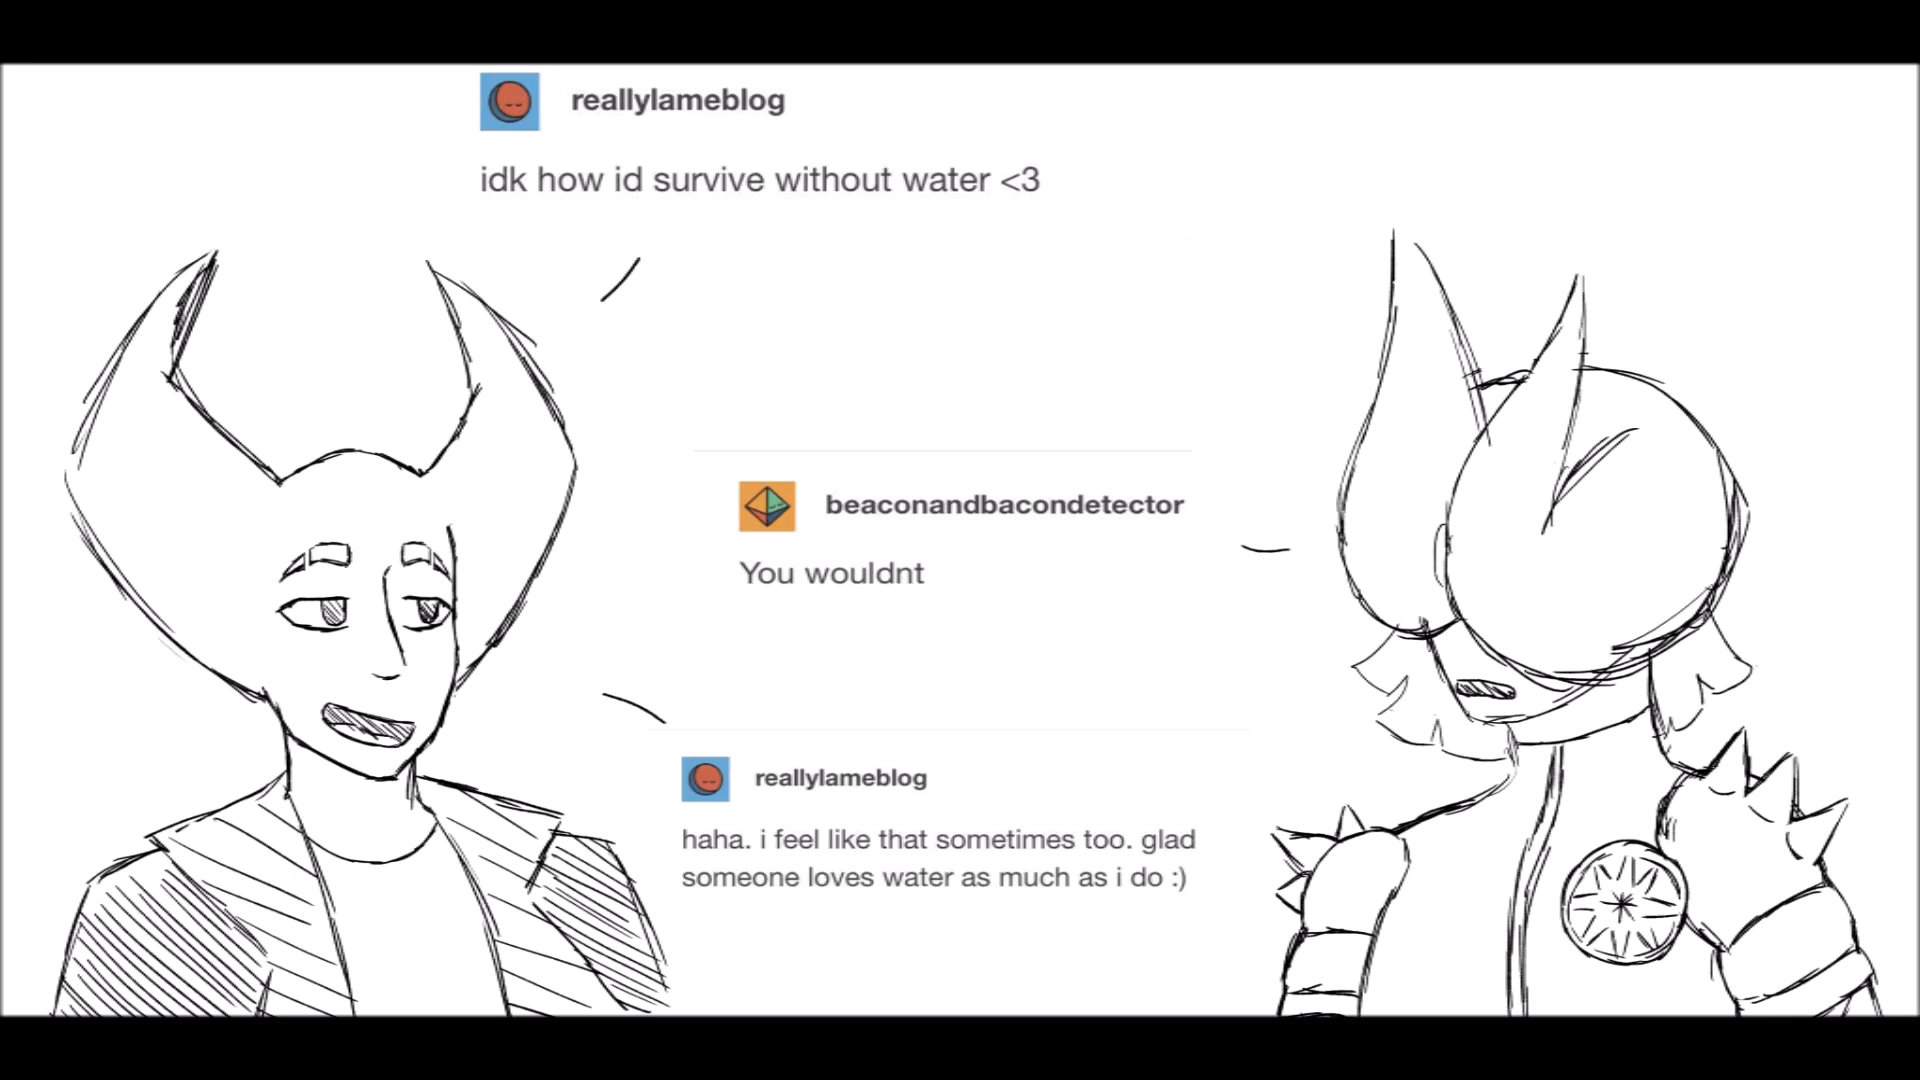 reallylameblog
idk how id survive without water <3
beaconandbacondetector
You wouldnt
reallylameblog
haha. i feel like that sometimes too. glad
someone loves water as much as i do :)